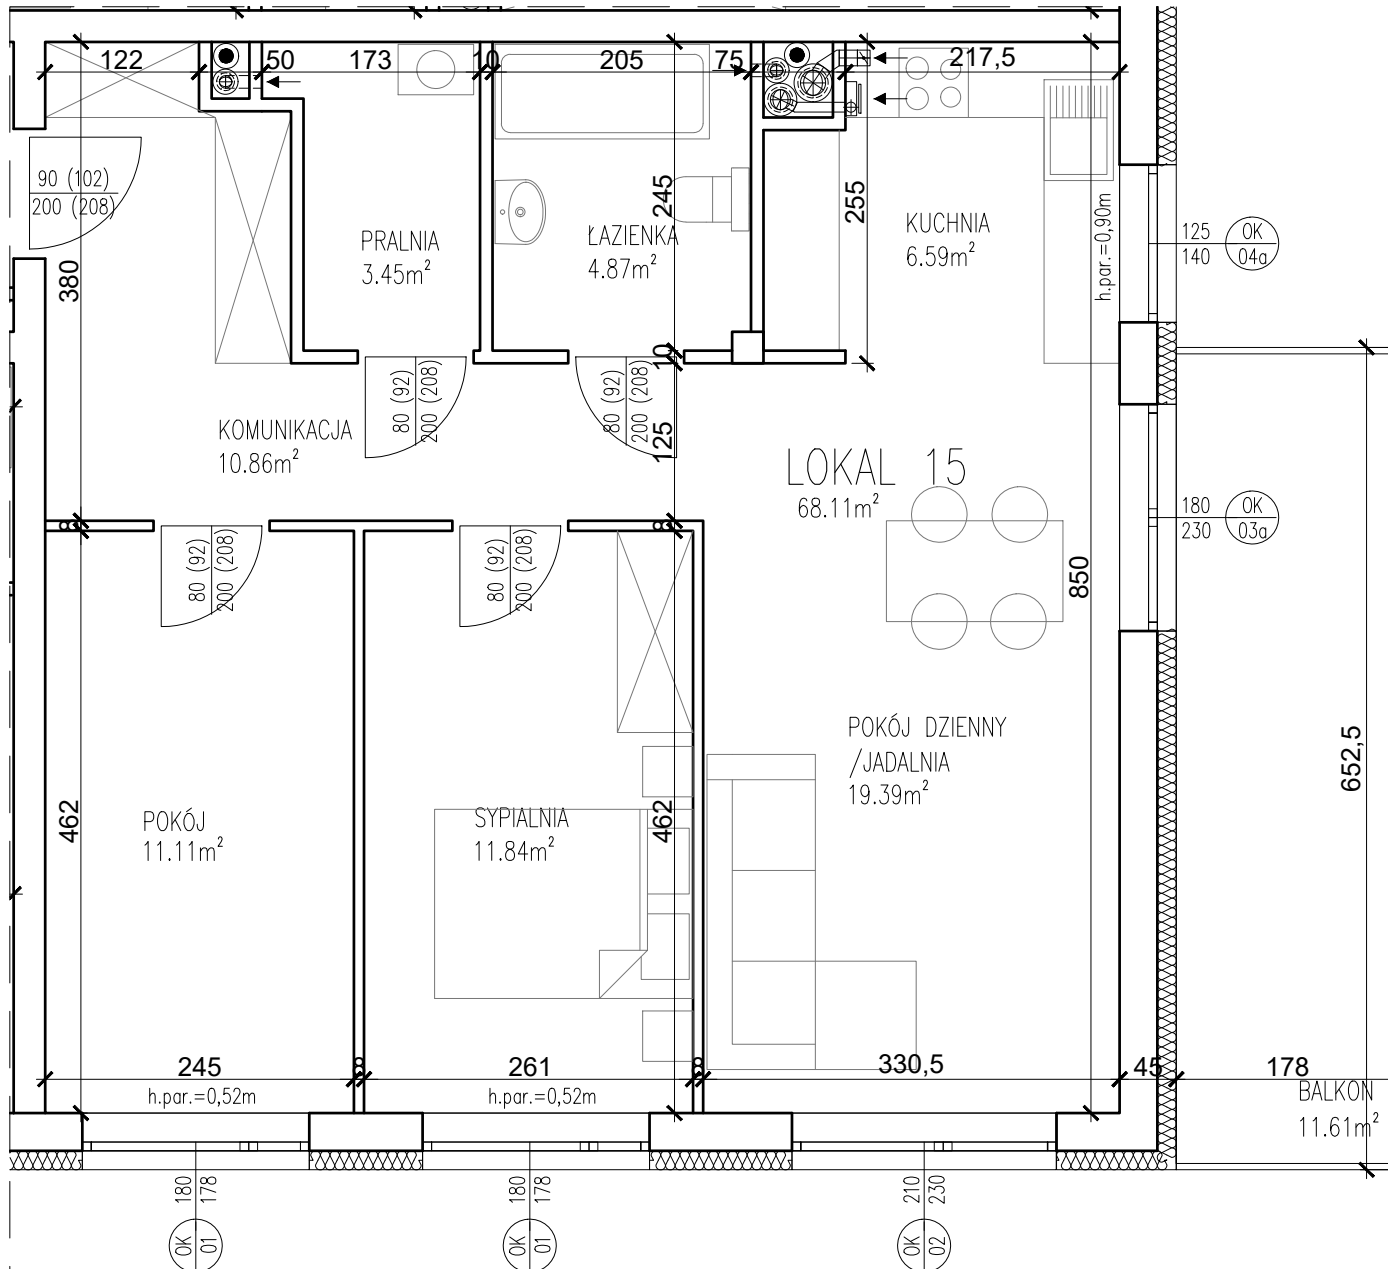 122
50
173
10
205
75
217,5
90 (102)
200 (208)
380
PRALNIA
3.45m²
ŁAZIENKA
4.87m²
245
255
KUCHNIA
6.59m²
h.par.=0,90m
125
140
OK
04a
10
80 (92)
200 (208)
80 (92)
200 (208)
125
KOMUNIKACJA
10.86m²
LOKAL 15
68.11m²
180
230
OK
03a
80 (92)
200 (208)
80 (92)
200 (208)
850
652,5
POKÓJ DZIENNY
/JADALNIA
19.39m²
462
POKÓJ
11.11m²
SYPIALNIA
11.84m²
462
245
8
261
8
330,5
45
178
h.par.=0,52m
h.par.=0,52m
BALKON
11.61m²
180
178
OK
01
180
178
OK
01
210
230
OK
02